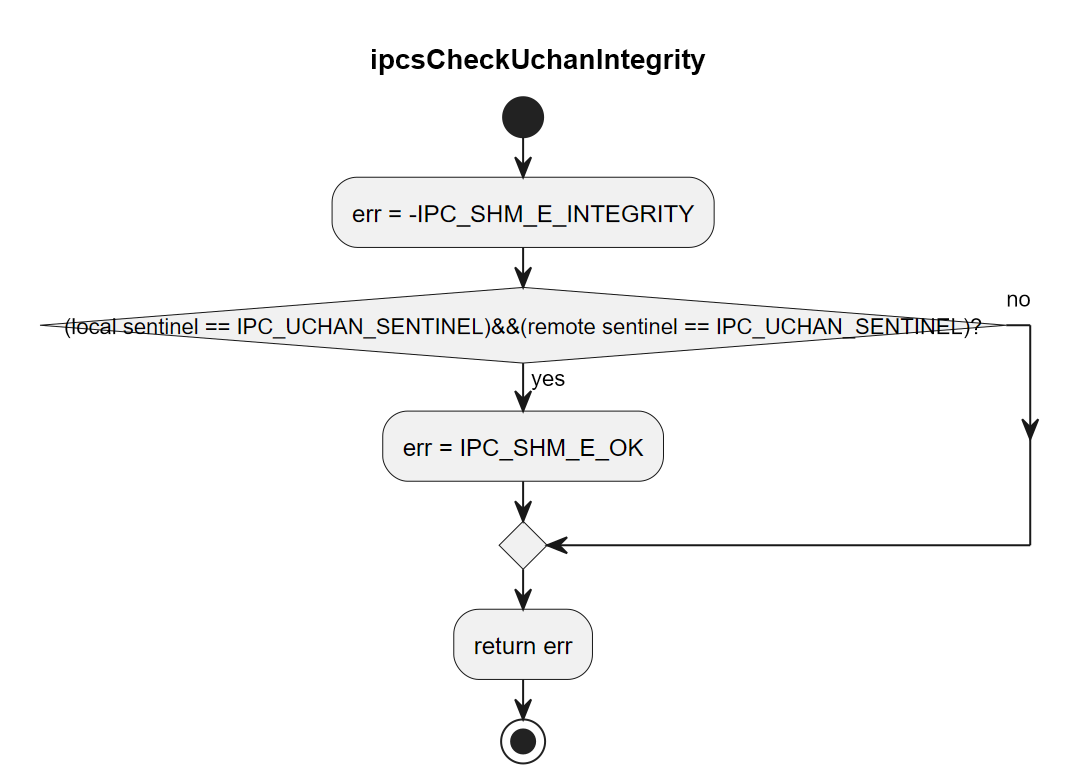 ipcsCheckUchanIntegrity
err = -IPC_SHM_E_INTEGRITY
no
(local sentinel == IPC_UCHAN_SENTINEL)&&(remote sentinel == IPC_UCHAN_SENTINEL)?
yes
err = IPC_SHM_E_OK
return err